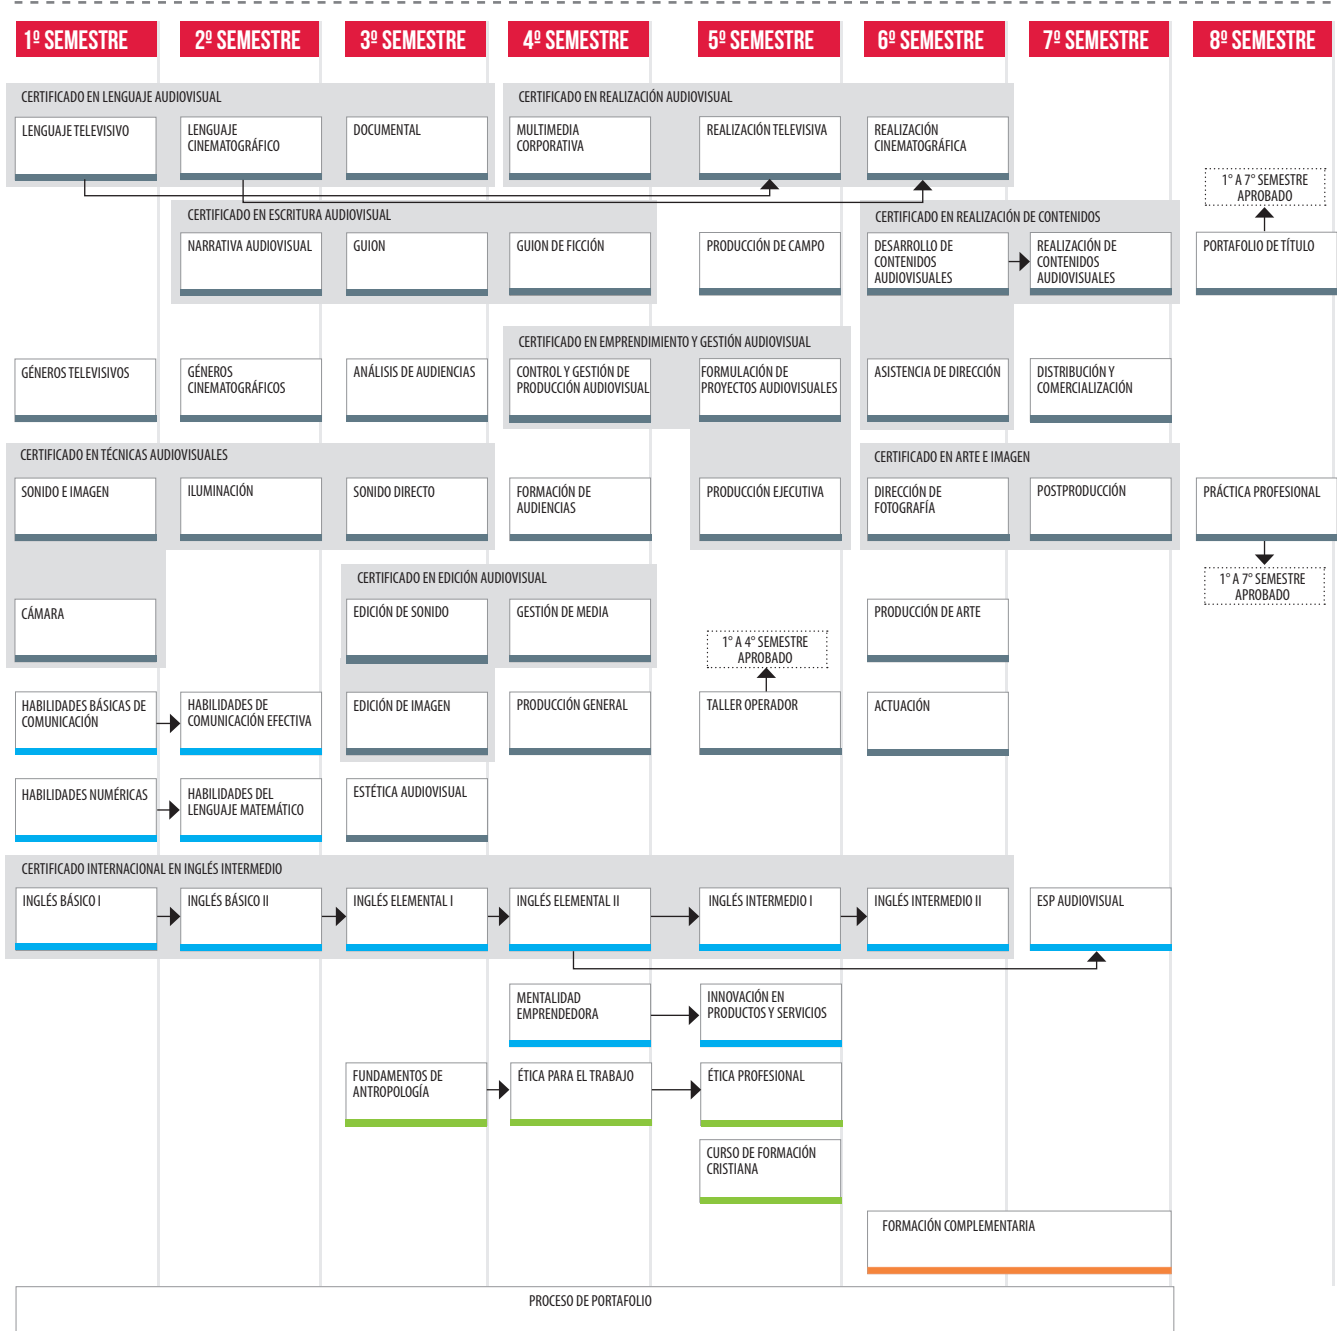 1º SEMESTRE
2º SEMESTRE
3º SEMESTRE
4º SEMESTRE
5º SEMESTRE
6º SEMESTRE
7º SEMESTRE
8º SEMESTRE
CERTIFICADO EN LENGUAJE AUDIOVISUAL
CERTIFICADO EN REALIZACIÓN AUDIOVISUAL
LENGUAJE TELEVISIVO
LENGUAJE
CINEMATOGRÁFICO
DOCUMENTAL
MULTIMEDIA
CORPORATIVA
REALIZACIÓN TELEVISIVA
REALIZACIÓN
CINEMATOGRÁFICA
1° A 7° SEMESTRE
APROBADO
CERTIFICADO EN ESCRITURA AUDIOVISUAL
CERTIFICADO EN REALIZACIÓN DE CONTENIDOS
NARRATIVA AUDIOVISUAL
GUION
GUION DE FICCIÓN
PRODUCCIÓN DE CAMPO
DESARROLLO DE
CONTENIDOS
AUDIOVISUALES
REALIZACIÓN DE
CONTENIDOS
AUDIOVISUALES
PORTAFOLIO DE TÍTULO
CERTIFICADO EN EMPRENDIMIENTO Y GESTIÓN AUDIOVISUAL
GÉNEROS TELEVISIVOS
GÉNEROS
CINEMATOGRÁFICOS
ANÁLISIS DE AUDIENCIAS
CONTROL Y GESTIÓN DE
PRODUCCIÓN AUDIOVISUAL
FORMULACIÓN DE
PROYECTOS AUDIOVISUALES
ASISTENCIA DE DIRECCIÓN
DISTRIBUCIÓN Y
COMERCIALIZACIÓN
CERTIFICADO EN TÉCNICAS AUDIOVISUALES
CERTIFICADO EN ARTE E IMAGEN
SONIDO E IMAGEN
ILUMINACIÓN
SONIDO DIRECTO
FORMACIÓN DE
AUDIENCIAS
PRODUCCIÓN EJECUTIVA
DIRECCIÓN DE
FOTOGRAFÍA
POSTPRODUCCIÓN
PRÁCTICA PROFESIONAL
1° A 7° SEMESTRE
APROBADO
CERTIFICADO EN EDICIÓN AUDIOVISUAL
CÁMARA
EDICIÓN DE SONIDO
GESTIÓN DE MEDIA
1° A 4° SEMESTRE
APROBADO
PRODUCCIÓN DE ARTE
HABILIDADES BÁSICAS DE
COMUNICACIÓN
HABILIDADES DE
COMUNICACIÓN EFECTIVA
EDICIÓN DE IMAGEN
PRODUCCIÓN GENERAL
TALLER OPERADOR
ACTUACIÓN
HABILIDADES NUMÉRICAS
HABILIDADES DEL
LENGUAJE MATEMÁTICO
ESTÉTICA AUDIOVISUAL
CERTIFICADO INTERNACIONAL EN INGLÉS INTERMEDIO
INGLÉS BÁSICO I
INGLÉS BÁSICO II
INGLÉS ELEMENTAL I
INGLÉS ELEMENTAL II
INGLÉS INTERMEDIO I
INGLÉS INTERMEDIO II
ESP AUDIOVISUAL
MENTALIDAD
EMPRENDEDORA
INNOVACIÓN EN
PRODUCTOS Y SERVICIOS
FUNDAMENTOS DE
ANTROPOLOGÍA
ÉTICA PARA EL TRABAJO
ÉTICA PROFESIONAL
CURSO DE FORMACIÓN
CRISTIANA
FORMACIÓN COMPLEMENTARIA
PROCESO DE PORTAFOLIO